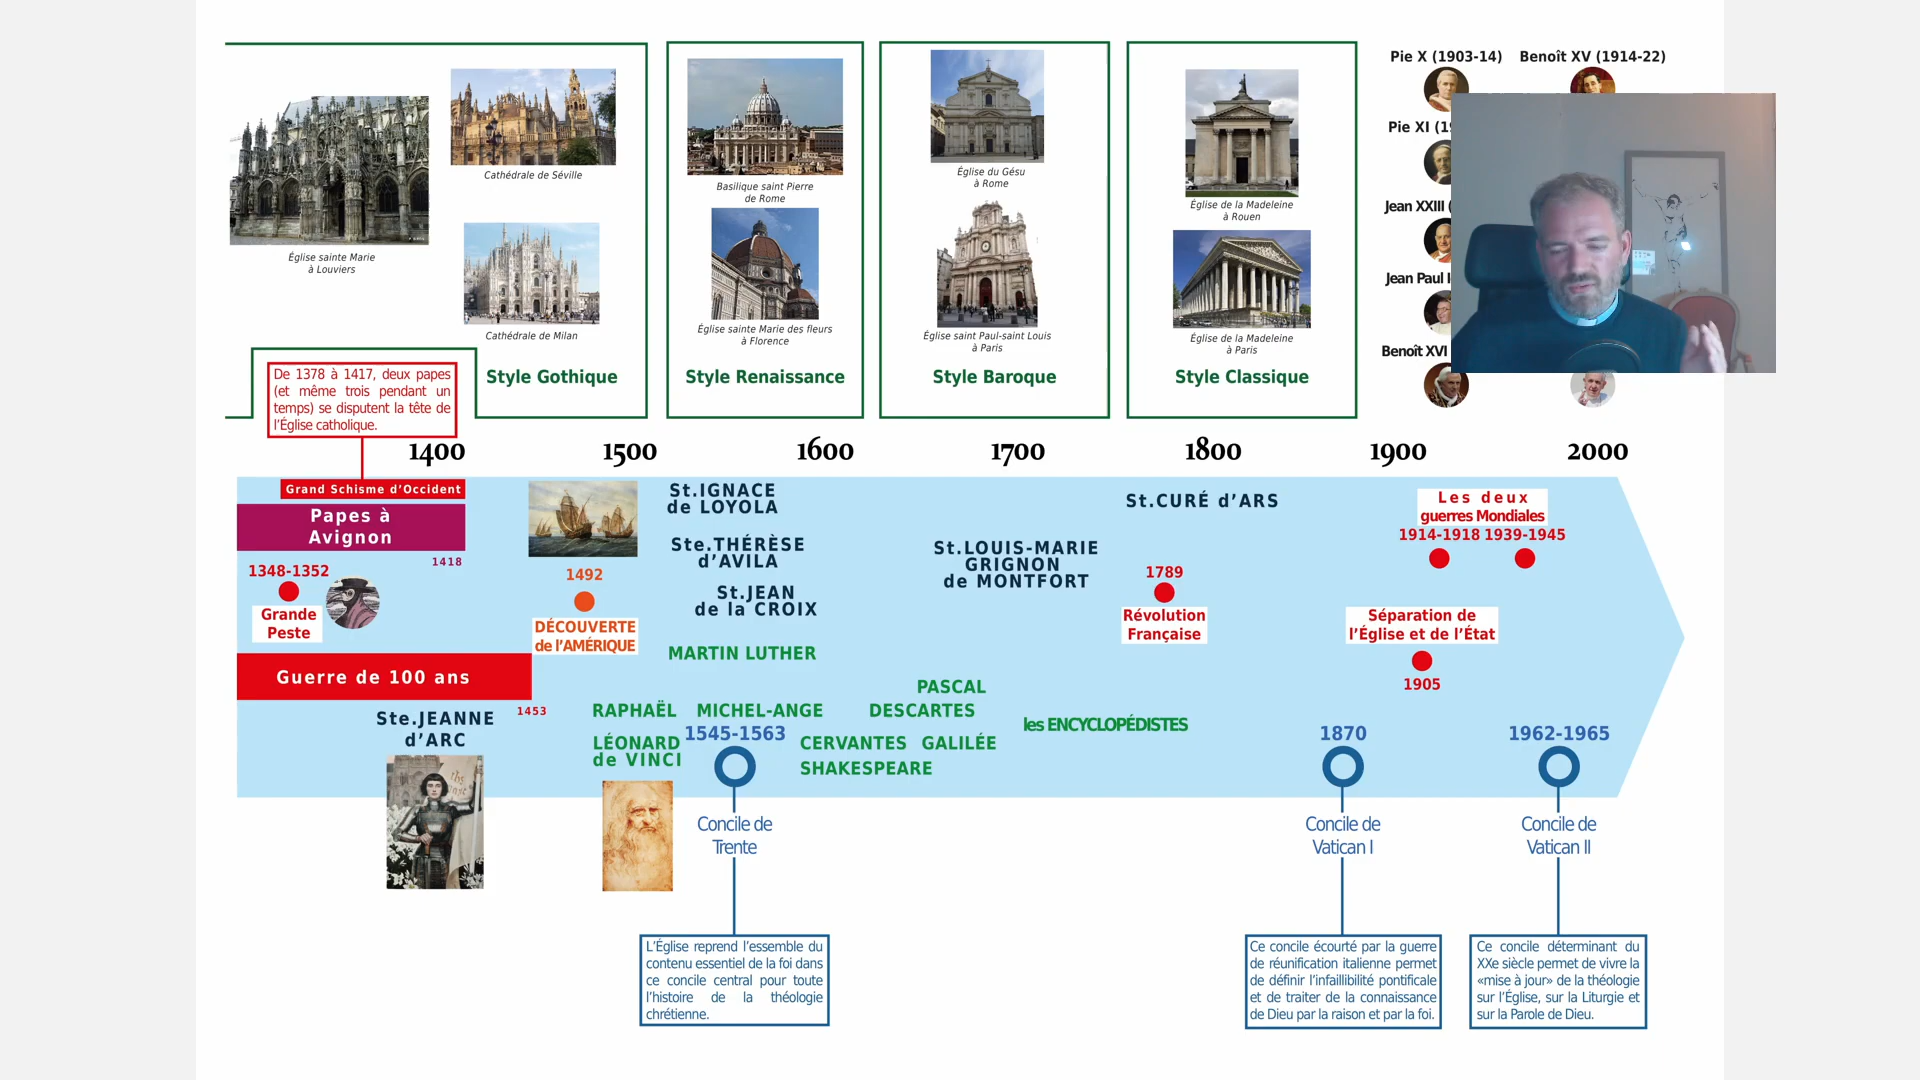 Pie X (1903-14)
Benoît XV (1914-22)
Pie XI (19
Jean XXIII (
Jean Paul I
Benoît XVI
Cathédrale de Séville
Église sainte Marie
à Louviers
Cathédrale de Milan
Style Gothique
Basilique saint Pierre
de Rome
Église sainte Marie des fleurs
à Florence
Style Renaissance
Église du Gésu
à Rome
Église saint Paul-saint Louis
à Paris
Style Baroque
Église de la Madeleine
à Rouen
Église de la Madeleine
à Paris
Style Classique
De 1378 à 1417, deux papes
(et même trois pendant un
temps) se disputent la tête de
l’Église catholique.
1400
1500
1600
1700
1800
1900
2000
Grand Schisme d’Occident
Papes à
Avignon
1418
1348-1352
Grande
Peste
Guerre de 100 ans
1453
Ste.JEANNE
d’ARC
1492
DÉCOUVERTE
de l’AMÉRIQUE
St.IGNACE
de LOYOLA
Ste.THÉRÈSE
d’AVILA
St.JEAN
de la CROIX
MARTIN LUTHER
RAPHAËL
MICHEL-ANGE
LÉONARD
de VINCI
1545-1563
CERVANTES
GALILÉE
SHAKESPEARE
PASCAL
DESCARTES
St.LOUIS-MARIE
GRIGNON
de MONTFORT
les ENCYCLOPÉDISTES
St.CURÉ d’ARS
1789
Révolution
Française
Les deux
guerres Mondiales
1914-1918
1939-1945
Séparation de
l’Église et de l’État
1905
1870
1962-1965
Concile de
Trente
Concile de
Vatican I
Concile de
Vatican II
L’Église reprend l’essemble du
contenu essentiel de la foi dans
ce concile central pour toute
l’histoire de la théologie
chrétienne.
Ce concile écourté par la guerre
de réunification italienne permet
de définir l’infaillibilité pontificale
et de traiter de la connaissance
de Dieu par la raison et par la foi.
Ce concile déterminant du
XXe siècle permet de vivre la
«mise à jour» de la théologie
sur l’Église, sur la Liturgie et
sur la Parole de Dieu.